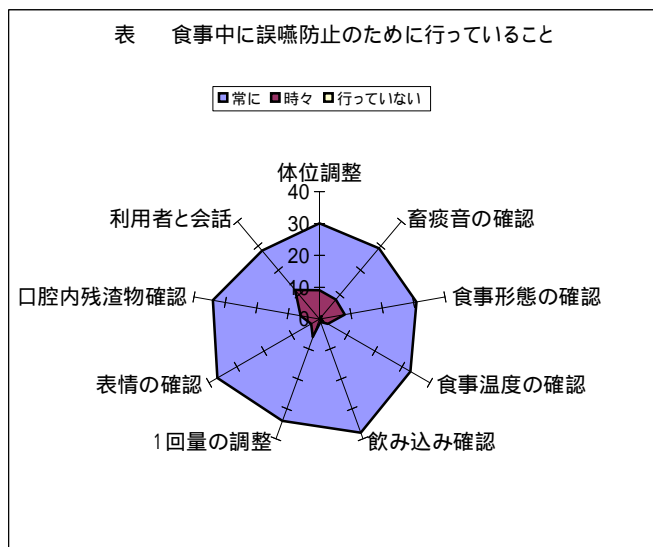 表 食事中に誤嚥防止のために行っていること
常に 時々 行っていない
体位調整
40
30
20
10
0
畜痰音の確認
食事形態の確認
食事温度の確認
飲み込み確認
1回量の調整
表情の確認
口腔内残渣物確認
利用者と会話